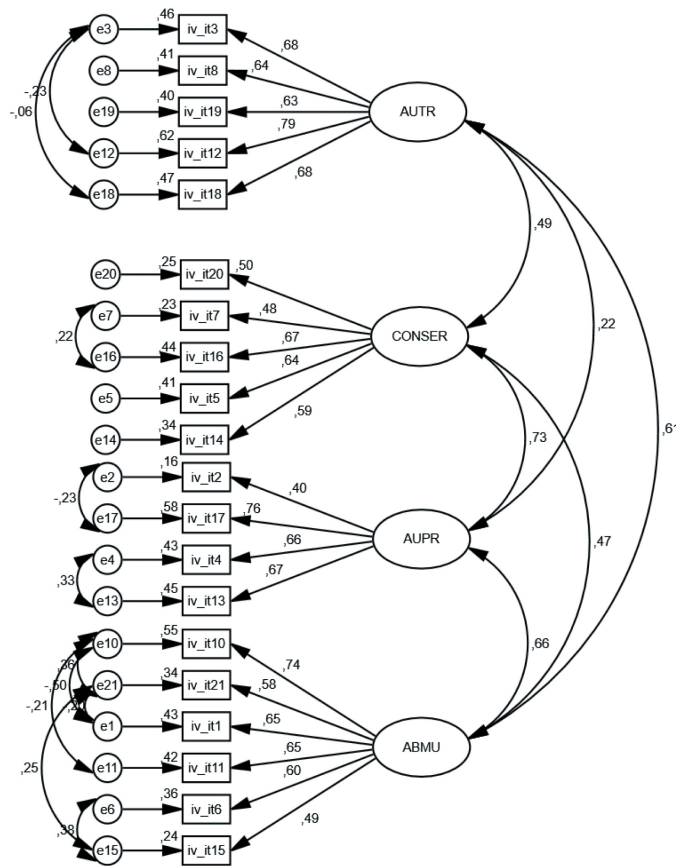 e3 ,46 iv_it3 ,68
e8 ,41 iv_it8 ,64
-,23
-,06
e19 ,40 iv_it19 ,63 AUTR
e12 ,62 iv_it12 ,79
e18 ,47 iv_it18 ,68
,49
e20 ,25 iv_it20 ,50
e7 ,23 iv_it7 ,48
,22
e16 ,44 iv_it16 ,67 CONSER
,22
e5 ,41 iv_it5 ,64
e14 ,34 iv_it14 ,59
,73
,61
e2 ,16 iv_it2 ,40
-,23
e17 ,58 iv_it17 ,76
AUPR
,47
e4 ,43 iv_it4 ,66
,33
e13 ,45 iv_it13 ,67
e10 ,55 iv_it10 ,74
,66
,36
-,50
e21 ,34 iv_it21 ,58
-,21
e1 ,43 iv_it1 ,65
ABMU
e11 ,42 iv_it11 ,65
,25
e6 ,36 iv_it6 ,60
,38
e15 ,24 iv_it15 ,49